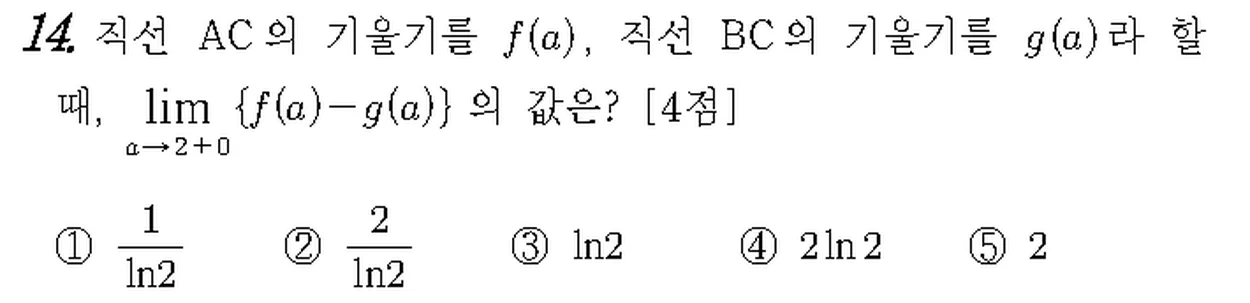 14. 직선 AC의 기울기를 f(a), 직선 BC의 기울기를 g(a)라 할
때, lim {f(a)-g(a)}의 값은? [4점]
a→2+0
① 1/ln2 ② 2/ln2 ③ ln2 ④ 2ln2 ⑤ 2